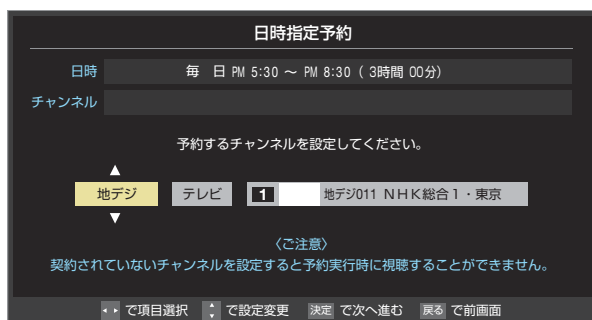 日時指定予約
日時 毎 日 PM 5:30 ～ PM 8:30 ( 3時間 00分)
チャンネル
予約するチャンネルを設定してください。
地デジ テレビ 1 地デジ011 ＮＨＫ総合１・東京
〈ご注意〉
契約されていないチャンネルを設定すると予約実行時に視聴することができません。
で項目選択 で設定変更 決定 で次へ進む 戻る で前画面